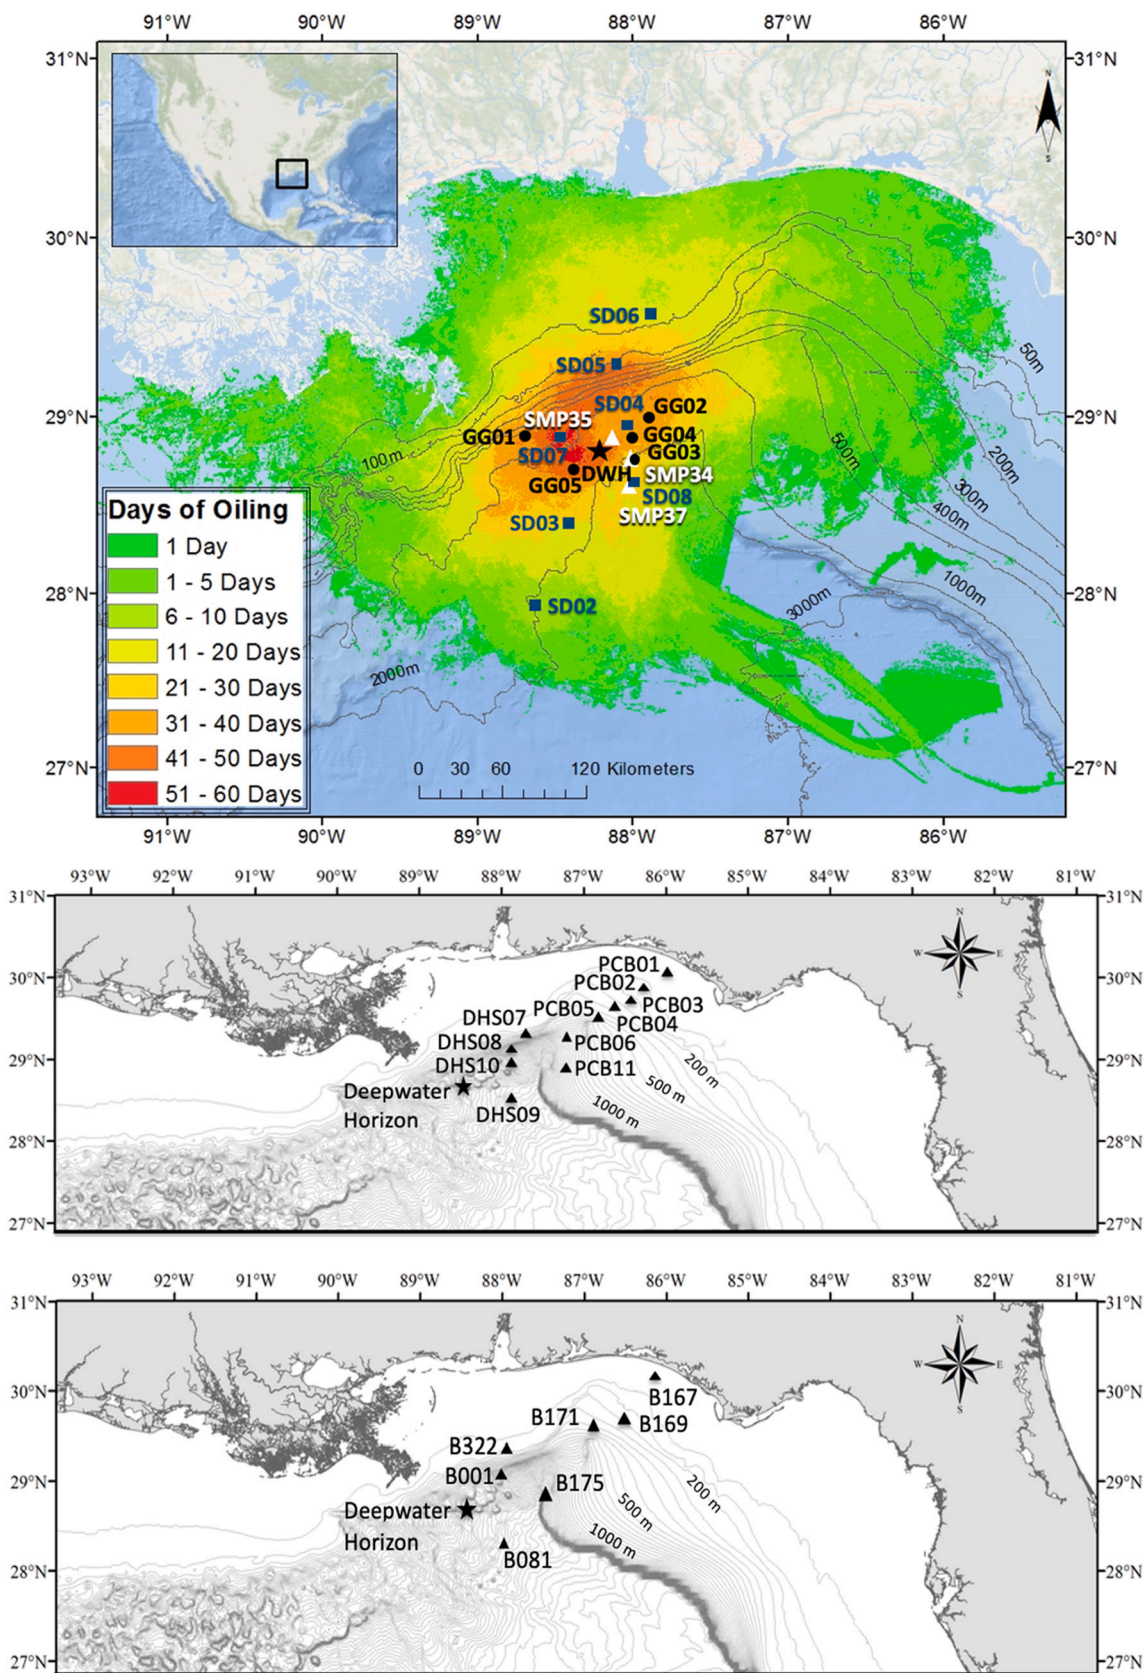 91°W 90°W 89°W 88°W 87°W 86°W
31°N 31°N
N
S
30°N 30°N
SD06
50m
SD05
29°N 29°N
SD04 GG02
SMP35
GG01 GG04
200m
500m
100m
SD07 GG03
DWH SMP34
GG05
300m
SD08
400m
SMP37
SD03
Days of Oiling
1 Day
1 - 5 Days
6 - 10 Days
11 - 20 Days
21 - 30 Days
31 - 40 Days
41 - 50 Days
51 - 60 Days
28°N 28°N
1000m
3000m
SD02
2000m
27°N 27°N
0 30 60 120 Kilometers
91°W 90°W 89°W 88°W 87°W 86°W
93°W 92°W 91°W 90°W 89°W 88°W 87°W 86°W 85°W 84°W 83°W 82°W 81°W
31°N 31°N
N
W E
S
30°N 30°N
PCB01
PCB02
PCB03
PCB05
PCB04
DHS07
DHS08
PCB06
29°N 29°N
DHS10
PCB11
200 m
500 m
1000 m
Deepwater
Horizon
DHS09
28°N 28°N
27°N 27°N
93°W 92°W 91°W 90°W 89°W 88°W 87°W 86°W 85°W 84°W 83°W 82°W 81°W
31°N 31°N
N
W E
S
30°N 30°N
B167
B171 B169
B322
B001
B175
29°N 29°N
200 m
500 m
1000 m
Deepwater
Horizon
B081
28°N 28°N
27°N 27°N